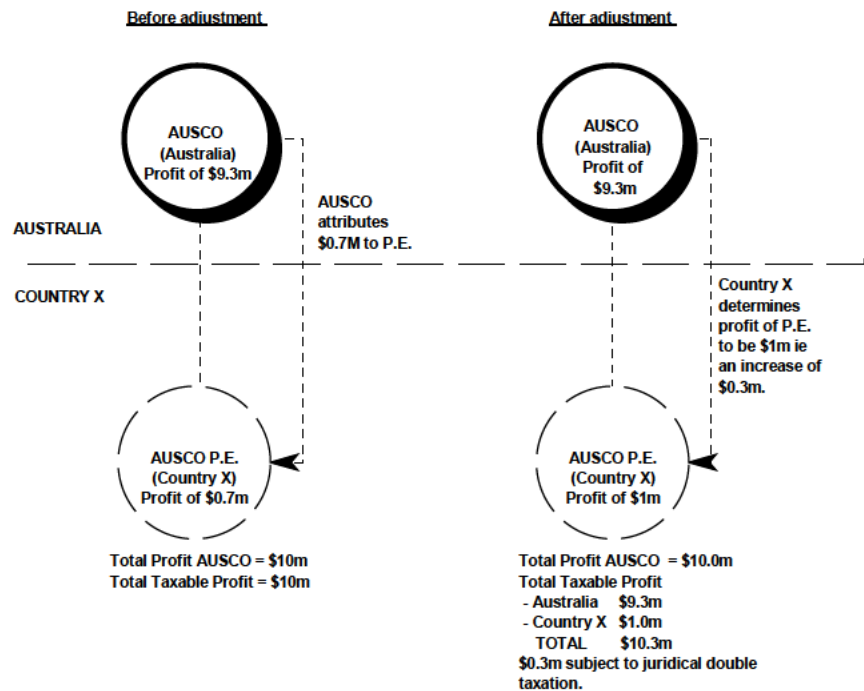 Before adjustment
After adjustment
AUSCO
(Australia)
Profit of $9.3m
AUSCO
(Australia)
Profit of
$9.3m
AUSCO
attributes
$0.7M to P.E.
AUSTRALIA
COUNTRY X
Country X
determines
profit of P.E.
to be $1m ie
an increase of
$0.3m.
AUSCO P.E.
(Country X)
Profit of $0.7m
AUSCO P.E.
(Country X)
Profit of $1m
Total Profit AUSCO = $10m
Total Taxable Profit = $10m
Total Profit AUSCO = $10.0m
Total Taxable Profit
- Australia $9.3m
- Country X $1.0m
TOTAL $10.3m
$0.3m subject to juridical double
taxation.